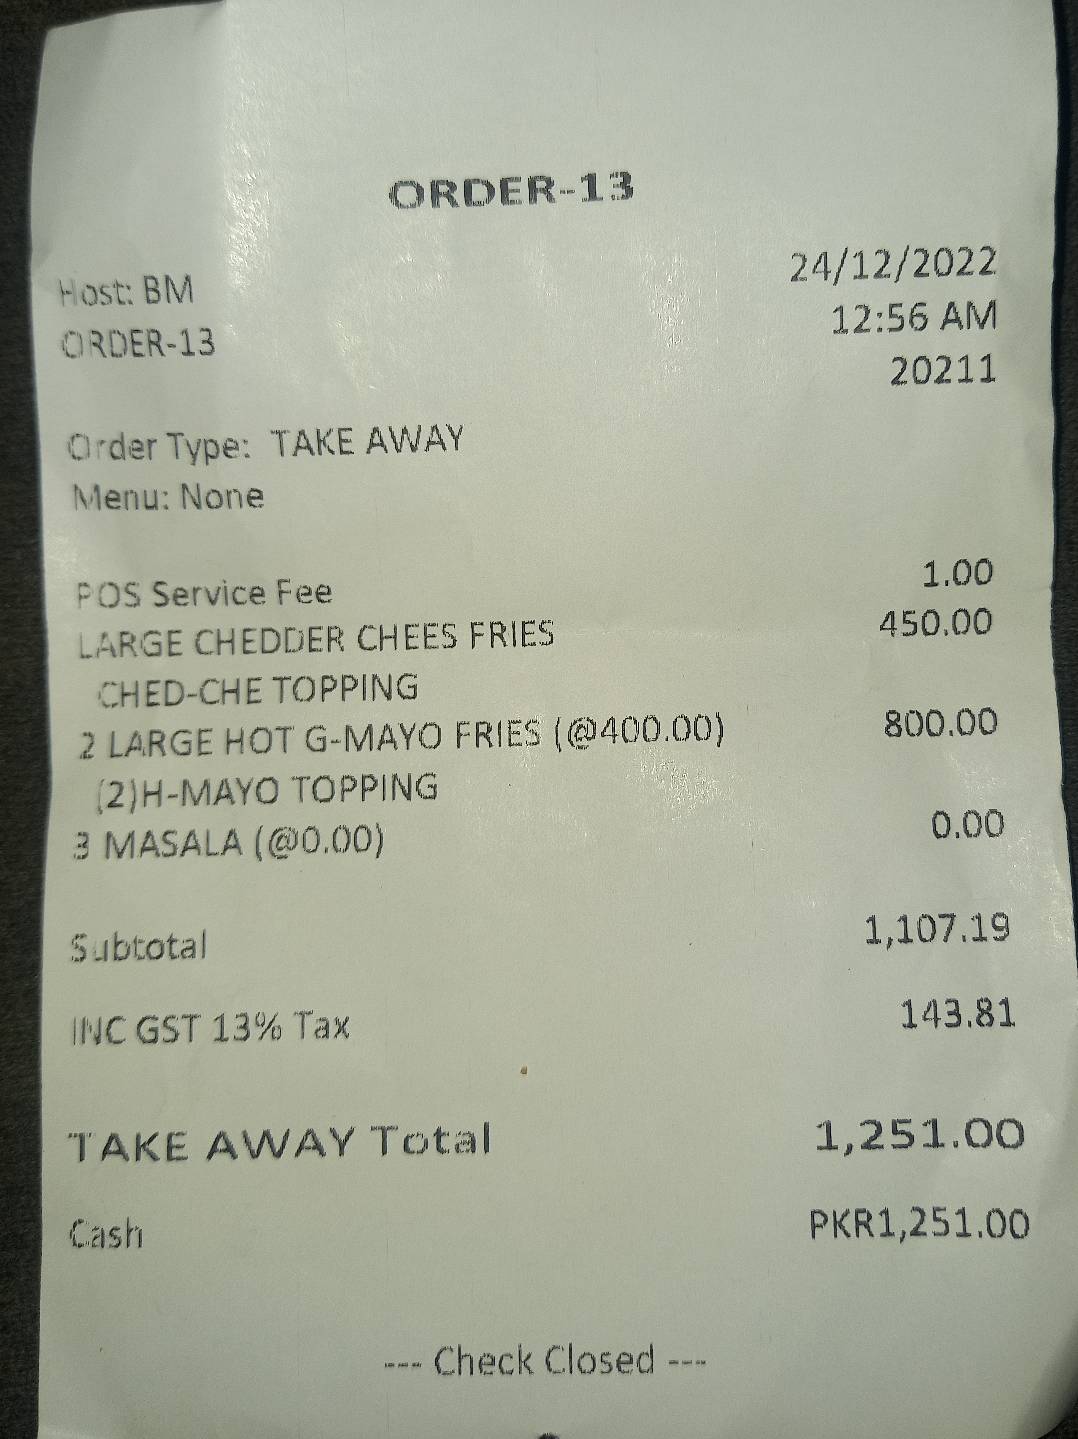 ORDER-13
24/12/2022
Host: BM
12:56 AM
ORDER-13
20211
Order Type: TAKE AWAY
Menu: None
POS Service Fee 1.00
LARGE CHEDDER CHEES FRIES 450.00
CHED-CHE TOPPING
2 LARGE HOT G-MAYO FRIES (@400.00) 800.00
(2)H-MAYO TOPPING
3 MASALA (@0.00) 0.00
Subtotal 1,107.19
INC GST 13% Tax 143.81
TAKE AWAY Total 1,251.00
Cash PKR1,251.00
--- Check Closed ---